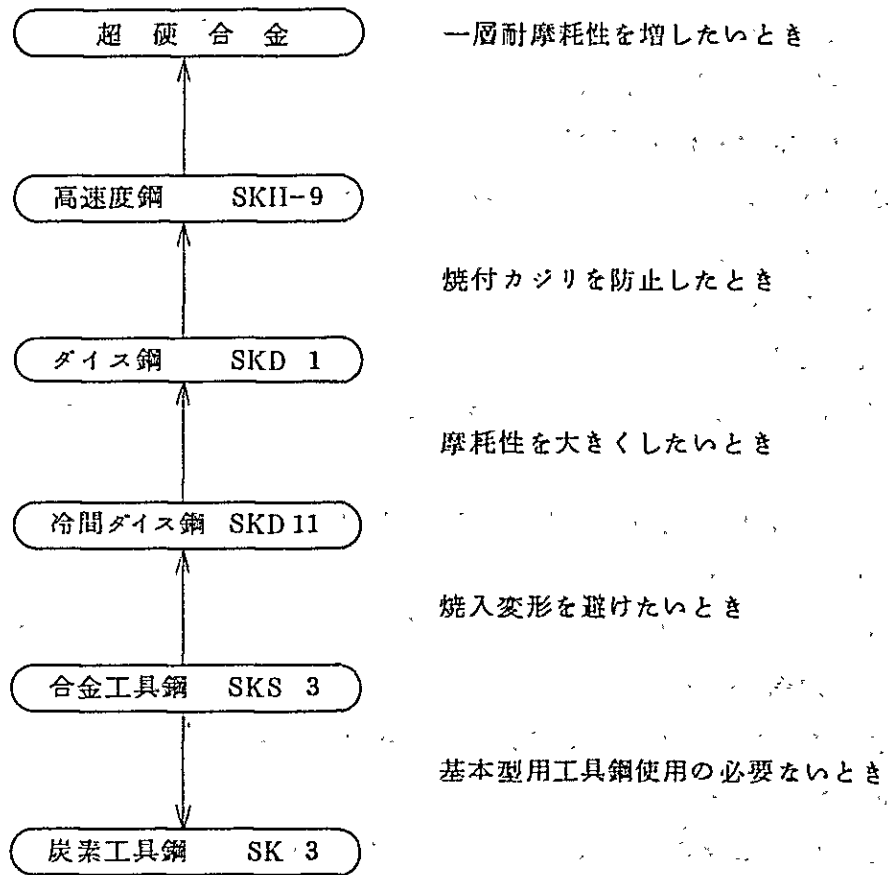 超硬合金
一層耐摩耗性を増したいとき
高速度鋼 SKH-9
焼付カジリを防止したとき
ダイス鋼 SKD 1
摩耗性を大きくしたいとき
冷間ダイス鋼 SKD 11
焼入変形を避けたいとき
合金工具鋼 SKS 3
基本型用工具鋼使用の必要ないとき
炭素工具鋼 SK 3